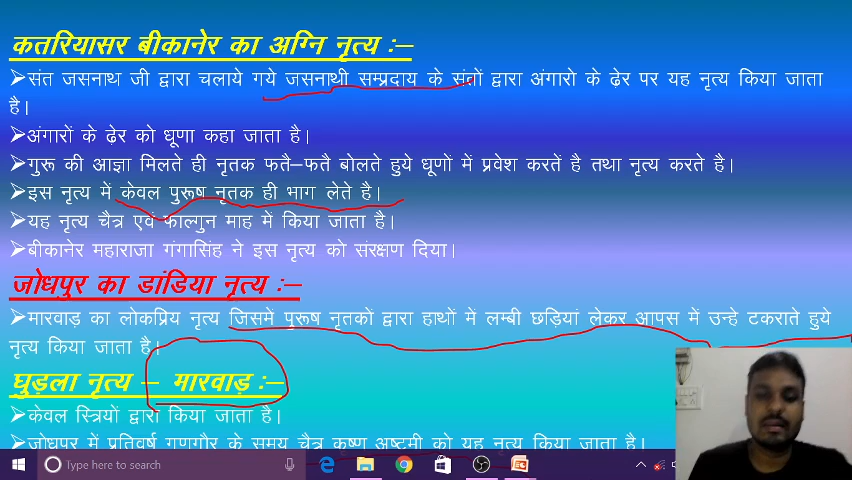 कतरियासर बीकानेर का अग्नि नृत्य :–
➢संत जसनाथ जी द्वारा चलाये गये जसनाथी सम्प्रदाय के संतो द्वारा अंगारो के ढ़ेर पर यह नृत्य किया जाता
है।
➢अंगारों के ढ़ेर को धूणा कहा जाता है।
➢गुरू की आज्ञा मिलते ही नृतक फतै–फतै बोलते हुये धूणों में प्रवेश करतें है तथा नृत्य करते है।
➢इस नृत्य में केवल पुरूष नृतक ही भाग लेते है।
➢यह नृत्य चैत्र एवं फाल्गुन माह में किया जाता है।
➢बीकानेर महाराजा गंगासिंह ने इस नृत्य को संरक्षण दिया।
जोधपुर का डांडिया नृत्य :–
➢मारवाड़ का लोकप्रिय नृत्य जिसमें पुरूष नृतकों द्वारा हाथों में लम्बी छड़ियां लेकर आपस में उन्हे टकराते हुये
नृत्य किया जाता है।
घुड़ला नृत्य – मारवाड़ :–
➢केवल स्त्रियों द्वारा किया जाता है।
➢जोधपुर में प्रतिवर्ष गणगौर के समय चैत्र कृष्ण अष्टमी को यह नृत्य किया जाता है।
Type here to search